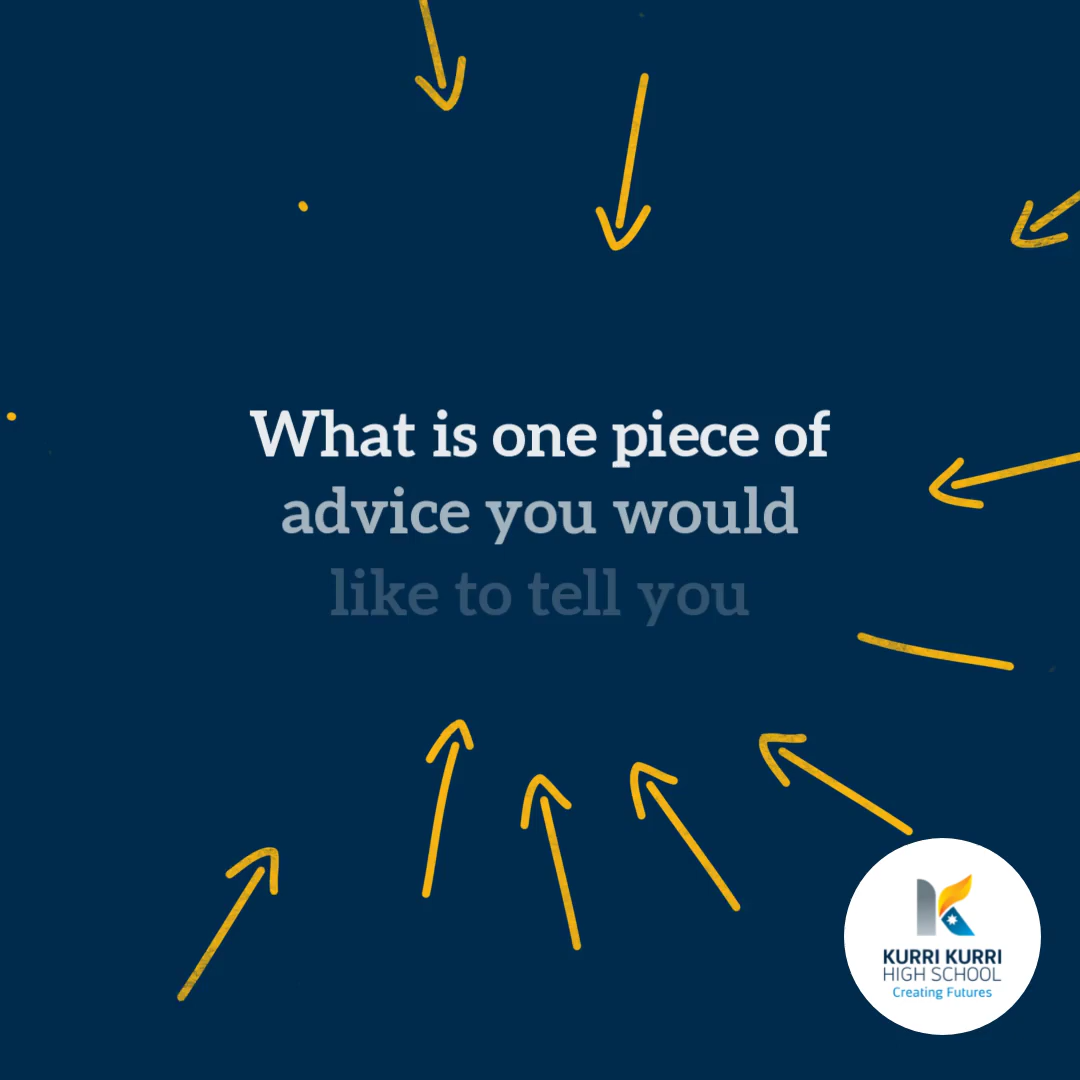 What is one piece of
advice you would
like to tell you
KURRI KURRI
HIGH SCHOOL
Creating Futures